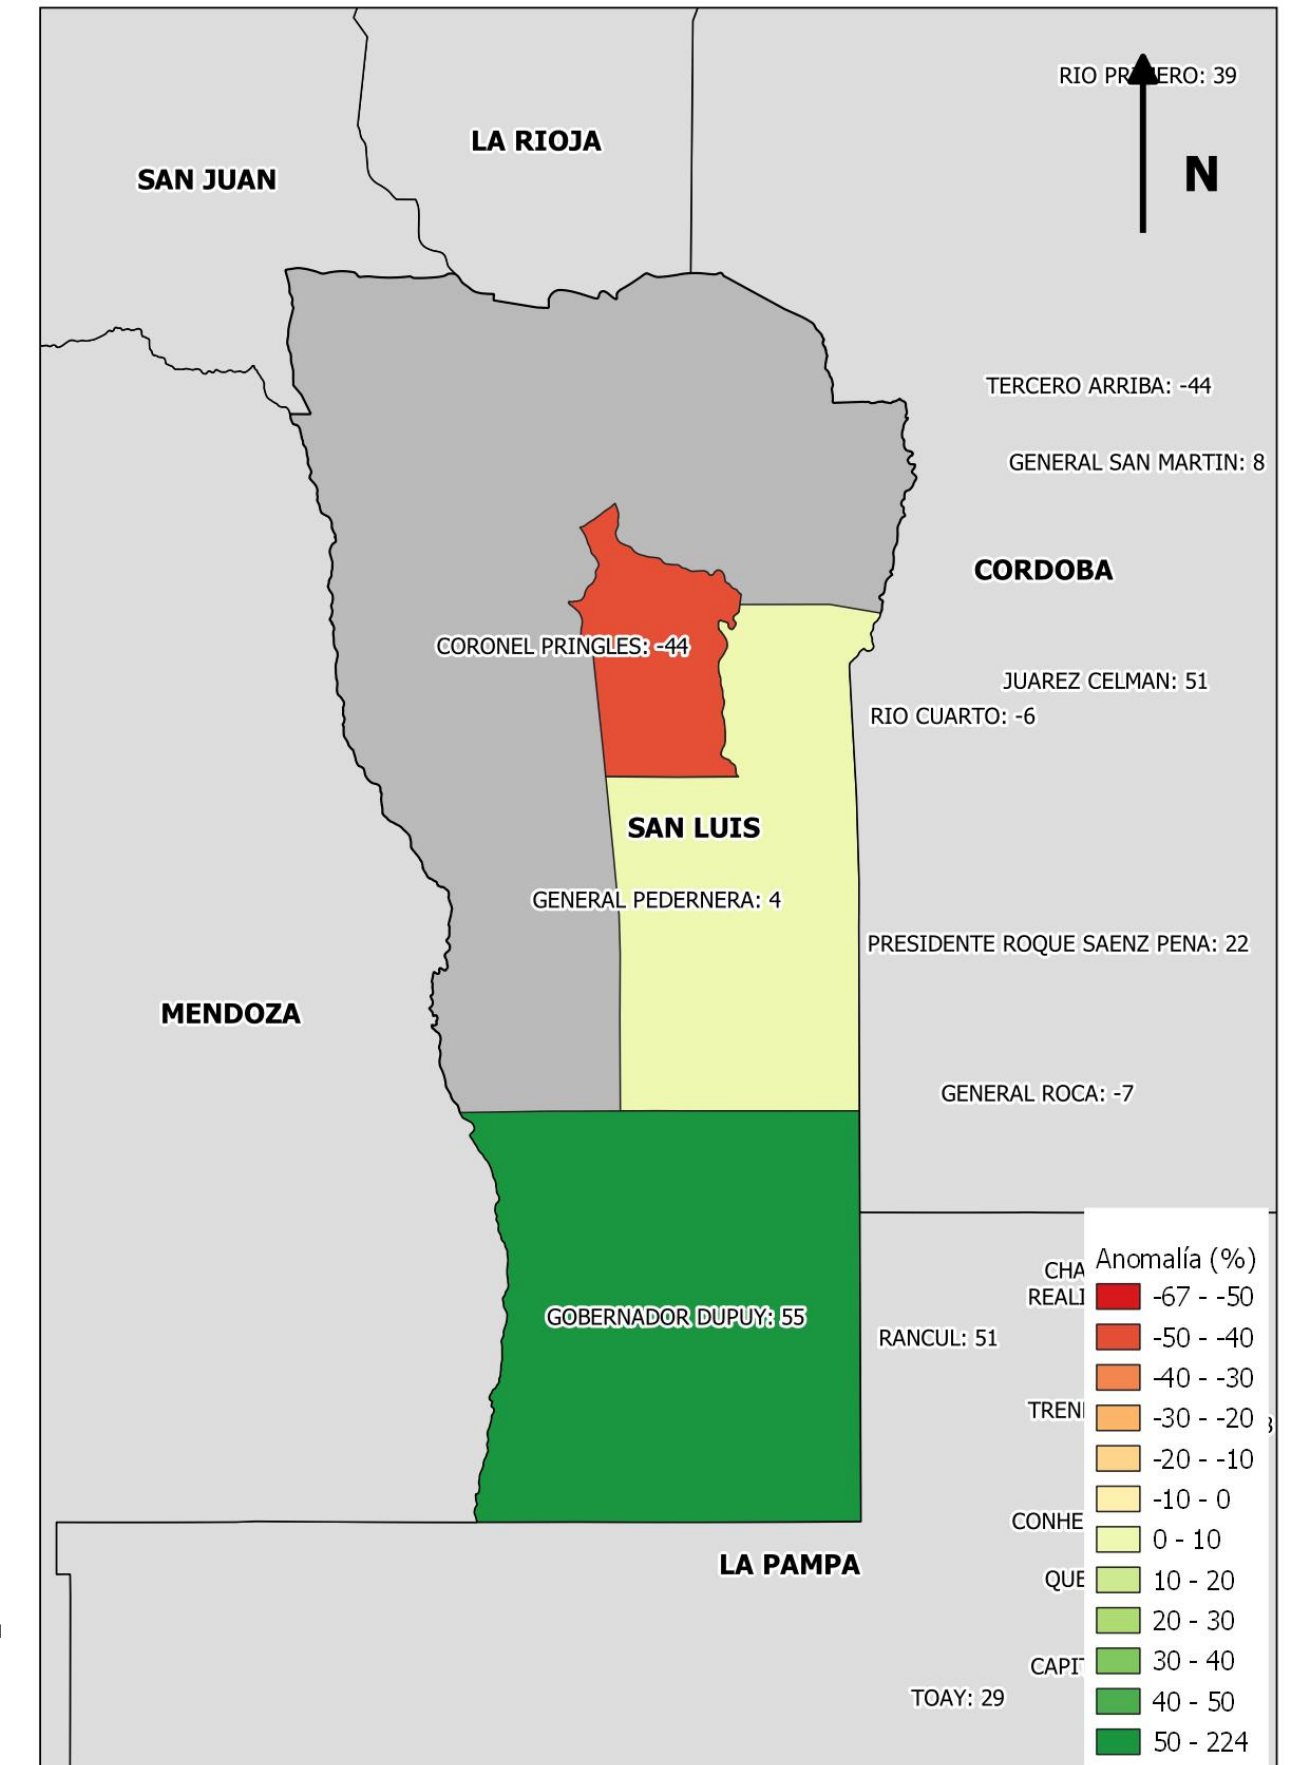 RIO PRIMERO: 39
N
LA RIOJA
SAN JUAN
TERCERO ARRIBA: -44
GENERAL SAN MARTIN: 8
CORDOBA
CORONEL PRINGLES: -44
JUAREZ CELMAN: 51
RIO CUARTO: -6
SAN LUIS
GENERAL PEDERNERA: 4
PRESIDENTE ROQUE SAENZ PENA: 22
MENDOZA
GENERAL ROCA: -7
GOBERNADOR DUPUY: 55
RANCUL: 51
CHA
REALI
TREN
CONHE
QUE
CAPIT
LA PAMPA
TOAY: 29
Anomalía (%)
-67 - -50
-50 - -40
-40 - -30
-30 - -20
-20 - -10
-10 - 0
0 - 10
10 - 20
20 - 30
30 - 40
40 - 50
50 - 224